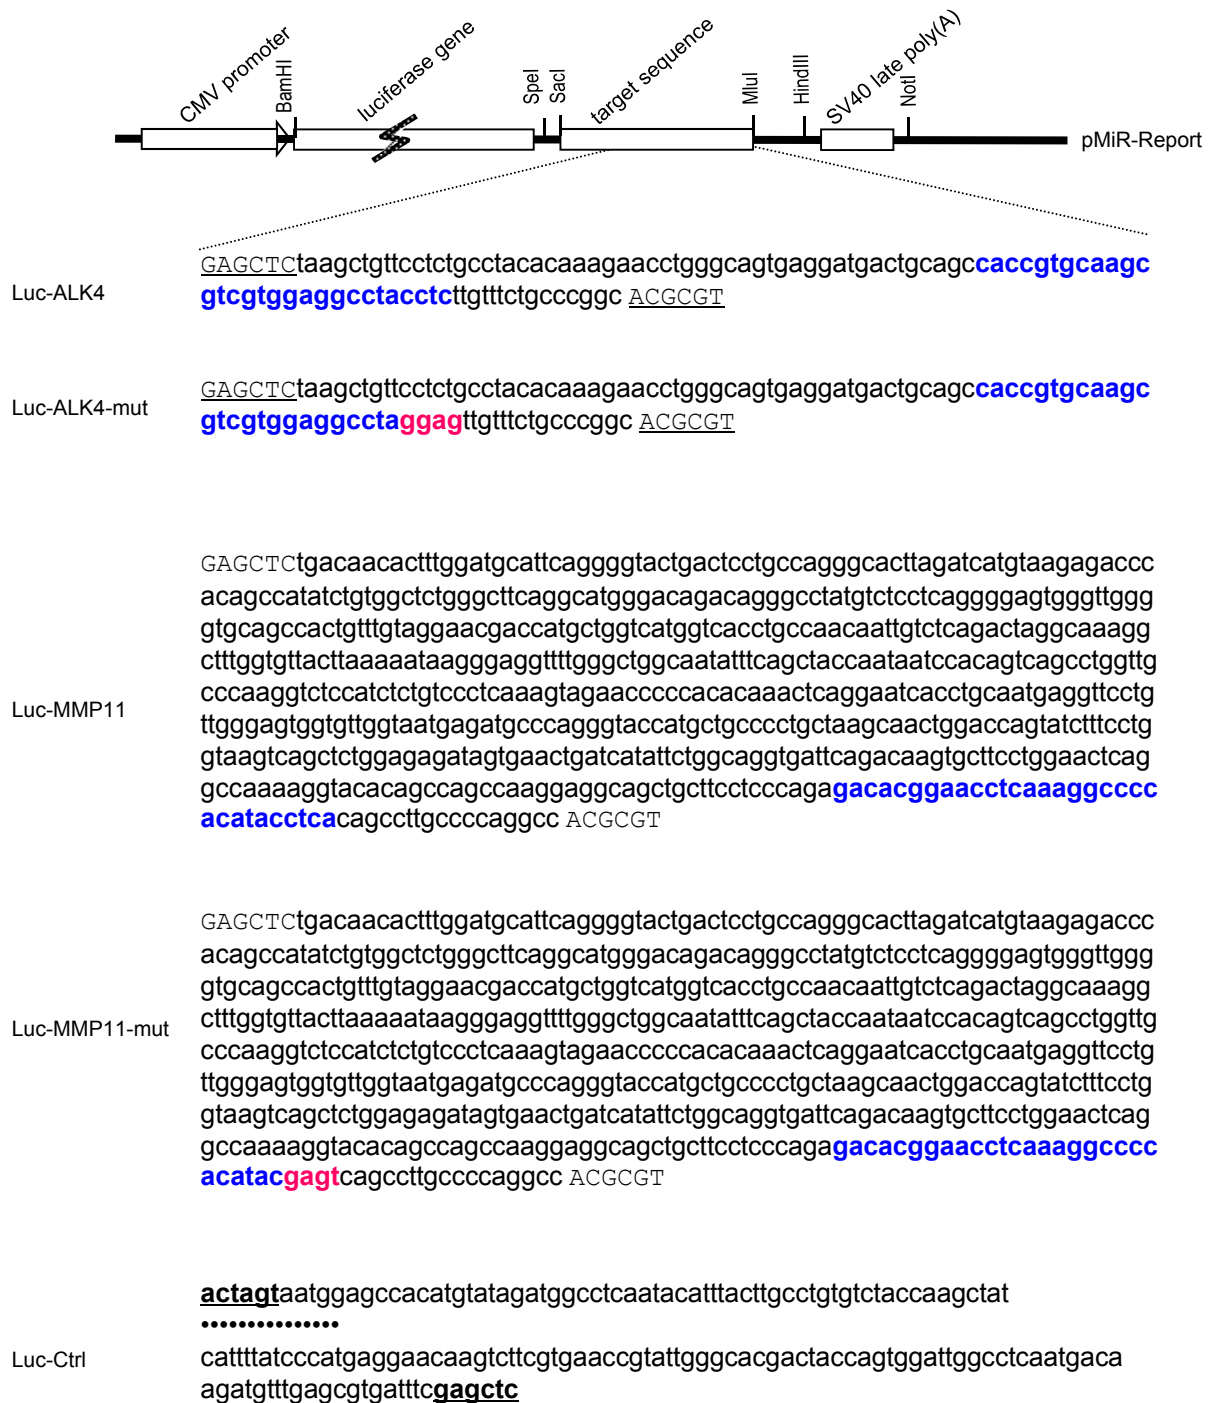 CMV promoter
BamHI
luciferase gene
SpeI
SacI
target sequence
MluI
HindIII
SV40 late poly(A)
NotI
pMiR-Report
Luc-ALK4
GAGCTCtaagctgttcctctgcctacacaaagaacctgggcagtgaggatgactgcagccaccgtgcaagc
gtcgtggaggcctacctcttgtttctgcccggc ACGCGT
Luc-ALK4-mut
GAGCTCtaagctgttcctctgcctacacaaagaacctgggcagtgaggatgactgcagccaccgtgcaagc
gtcgtggaggcctaggagttgtttctgcccggc ACGCGT
Luc-MMP11
GAGCTCtgacaacactttggatgcattcaggggtactgactcctgccagggcacttagatcatgtaagagaccc
acagccatatctgtggctctgggcttcaggcatgggacagacagggcctatgtctcctcaggggagtgggttggg
gtgcagccactgtttgtaggaacgaccatgctggtcatggtcacctgccaacaattgtctcagactaggcaaagg
ctttggtgttacttaaaaataagggaggttttgggctggcaatatttcagctaccaataatccacagtcagcctggttg
cccaaggtctccatctctgtccctcaaagtagaacccccacacaaactcaggaatcacctgcaatgaggttcctg
ttgggagtggtgttggtaatgagatgcccagggtaccatgctgcccctgctaagcaactggaccagtatctttcctg
gtaagtcagctctggagagatagtgaactgatcatattctggcaggtgattcagacaagtgcttcctggaactcag
gccaaaaggtacacagccagccaaggaggcagctgcttcctcccagagacacggaacctcaaaggcccc
acatacctcacagccttgccccaggcc ACGCGT
Luc-MMP11-mut
GAGCTCtgacaacactttggatgcattcaggggtactgactcctgccagggcacttagatcatgtaagagaccc
acagccatatctgtggctctgggcttcaggcatgggacagacagggcctatgtctcctcaggggagtgggttggg
gtgcagccactgtttgtaggaacgaccatgctggtcatggtcacctgccaacaattgtctcagactaggcaaagg
ctttggtgttacttaaaaataagggaggttttgggctggcaatatttcagctaccaataatccacagtcagcctggttg
cccaaggtctccatctctgtccctcaaagtagaacccccacacaaactcaggaatcacctgcaatgaggttcctg
ttgggagtggtgttggtaatgagatgcccagggtaccatgctgcccctgctaagcaactggaccagtatctttcctg
gtaagtcagctctggagagatagtgaactgatcatattctggcaggtgattcagacaagtgcttcctggaactcag
gccaaaaggtacacagccagccaaggaggcagctgcttcctcccagagacacggaacctcaaaggcccc
acatacgagtcagccttgccccaggcc ACGCGT
Luc-Ctrl
actagtaatggagccacatgtatagatggcctcaatacatttacttgcctgtgtctaccaagctat
•••••••••••••••
cattttatcccatgaggaacaagtcttcgtgaaccgtattgggcacgactaccagtggattggcctcaatgaca
agatgtttgagcgtgatttcgagctc